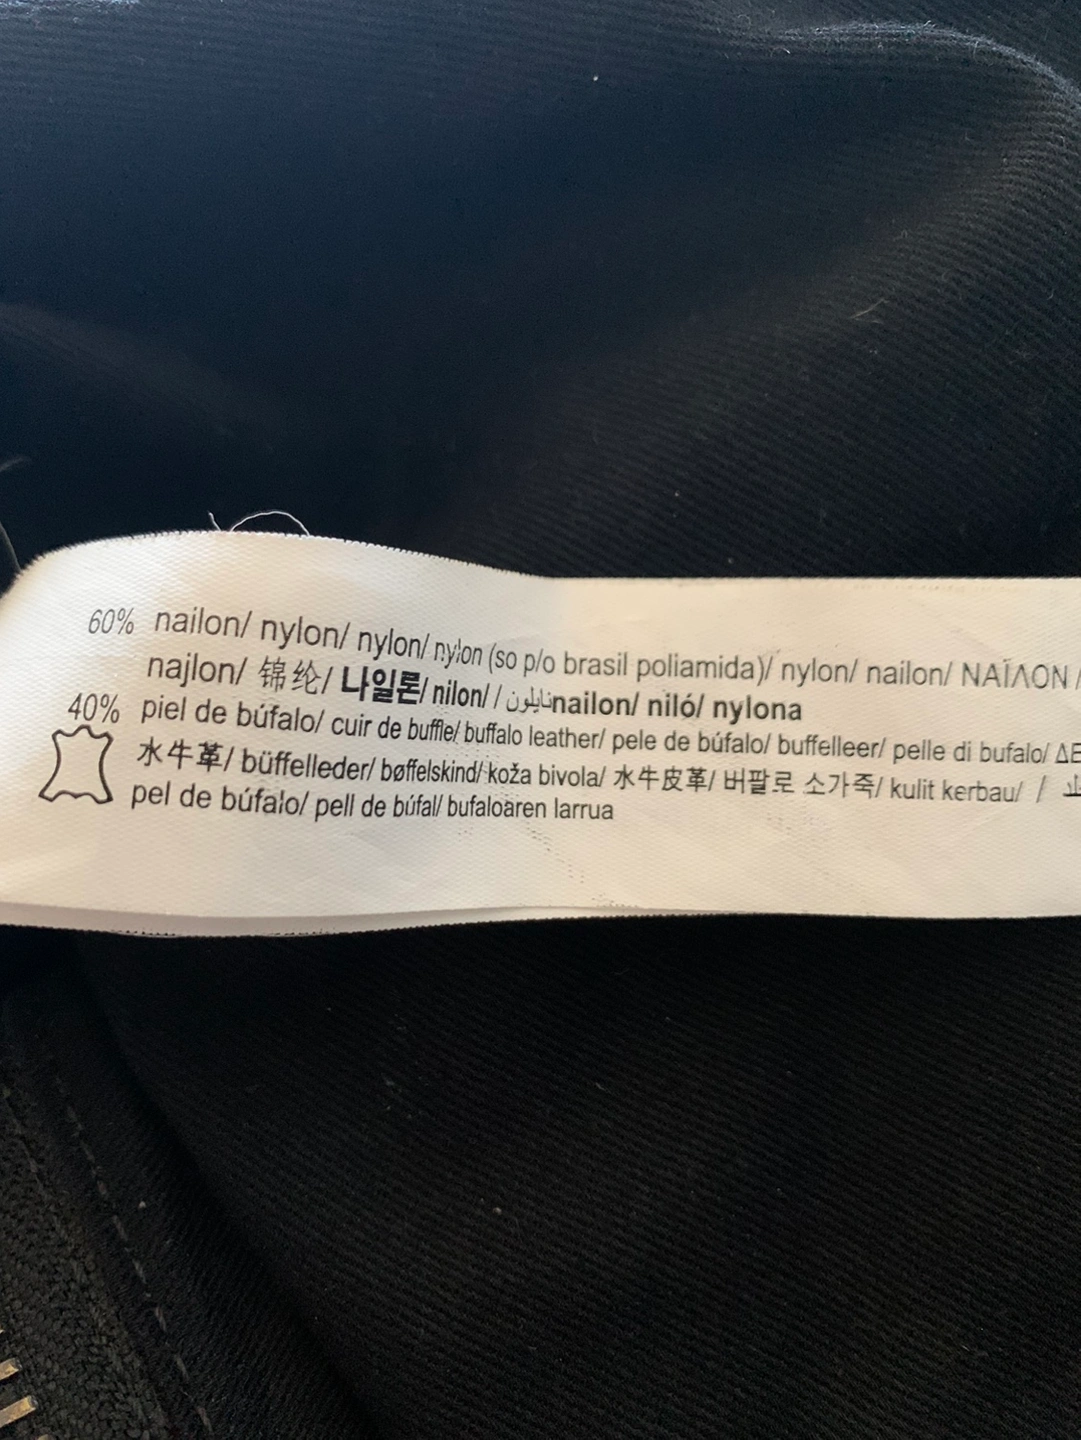 60% nailon/ nylon/ nylon/ nylon (so p/o brasil poliamida)/ nylon/ nailon/ ΝΑΪΛΟΝ /
najlon/ 锦纶/ 나일론/ nilon/ / نايلون nailon/ niló/ nylona
40% piel de búfalo/ cuir de buffle/ buffalo leather/ pele de búfalo/ buffelleer/ pelle di bufalo/
水牛革/ büffelleder/ bøffelskind/ koža bivola/ 水牛皮革/ 버팔로 소가죽/ kulit kerbau/ /
pel de búfalo/ pell de búfal/ bufaloaren larrua